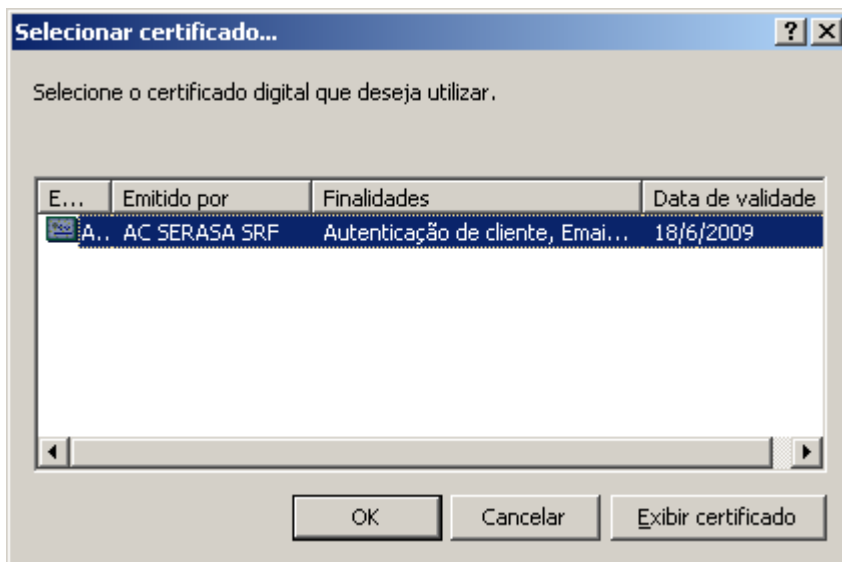 Selecionar certificado...
Selecione o certificado digital que deseja utilizar.
E... Emitido por Finalidades Data de validade
A.. AC SERASA SRF Autenticação de cliente, Emai... 18/6/2009
OK Cancelar Exibir certificado